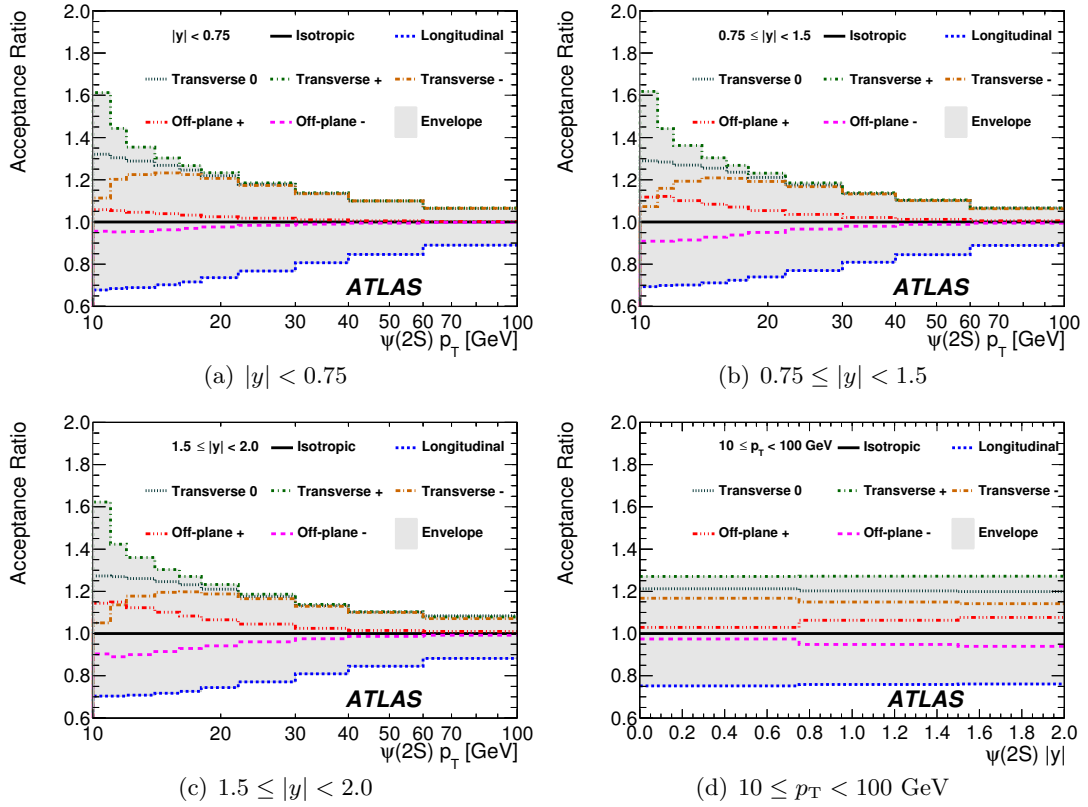 Acceptance Ratio
2.0
1.8
1.6
1.4
1.2
1.0
0.8
0.6
|y| < 0.75 Isotropic Longitudinal
Transverse 0 Transverse + Transverse -
Off-plane + Off-plane - Envelope
ATLAS
10 20 30 40 50 60 70 100
ψ(2S) p_T [GeV]
(a) |y| < 0.75
Acceptance Ratio
2.0
1.8
1.6
1.4
1.2
1.0
0.8
0.6
0.75 ≤ |y| < 1.5 Isotropic Longitudinal
Transverse 0 Transverse + Transverse -
Off-plane + Off-plane - Envelope
ATLAS
10 20 30 40 50 60 70 100
ψ(2S) p_T [GeV]
(b) 0.75 ≤ |y| < 1.5
Acceptance Ratio
2.0
1.8
1.6
1.4
1.2
1.0
0.8
0.6
1.5 ≤ |y| < 2.0 Isotropic Longitudinal
Transverse 0 Transverse + Transverse -
Off-plane + Off-plane - Envelope
ATLAS
10 20 30 40 50 60 70 100
ψ(2S) p_T [GeV]
(c) 1.5 ≤ |y| < 2.0
Acceptance Ratio
2.0
1.8
1.6
1.4
1.2
1.0
0.8
0.6
10 ≤ p_T < 100 GeV Isotropic Longitudinal
Transverse 0 Transverse + Transverse -
Off-plane + Off-plane - Envelope
ATLAS
0.0 0.2 0.4 0.6 0.8 1.0 1.2 1.4 1.6 1.8 2.0
ψ(2S) |y|
(d) 10 ≤ p_T < 100 GeV